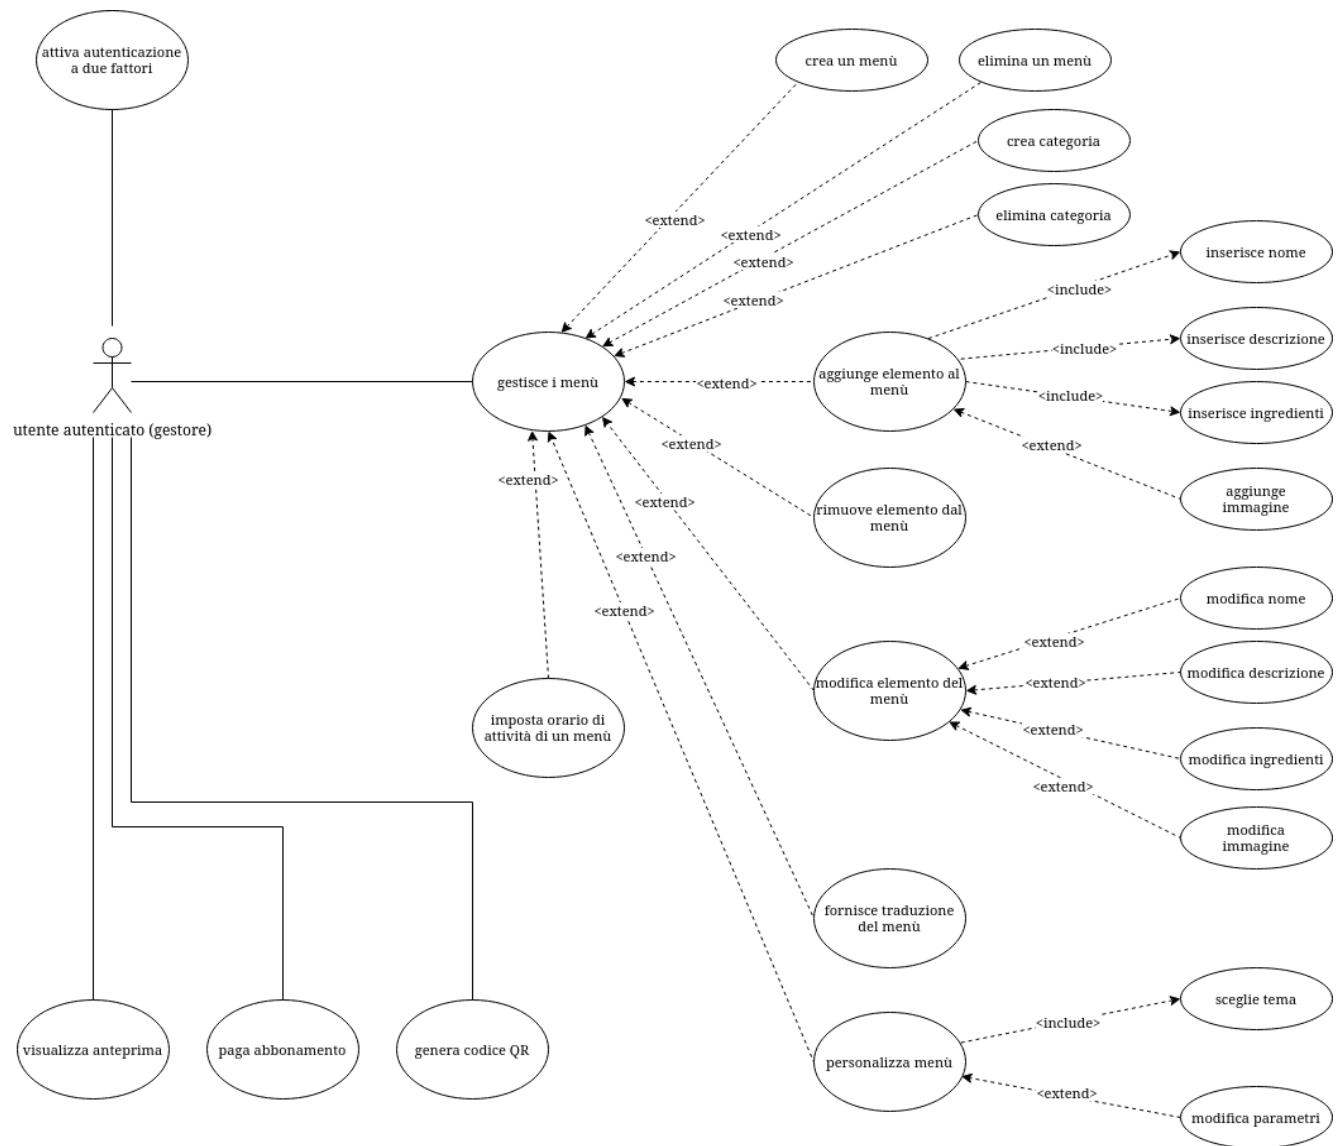 attiva autenticazione
a due fattori
crea un menù
elimina un menù
crea categoria
elimina categoria
<extend>
<extend>
<extend>
<extend>
inserisce nome
<include>
inserisce descrizione
<include>
gestisce i menù
<extend>
aggiunge elemento al
menù
<include>
inserisce ingredienti
utente autenticato (gestore)
<extend>
<extend>
<extend>
aggiunge
immagine
<extend>
rimuove elemento dal
menù
<extend>
<extend>
<extend>
modifica nome
<extend>
modifica elemento del
menù
<extend>
modifica descrizione
imposta orario di
attività di un menù
<extend>
modifica ingredienti
<extend>
modifica
immagine
fornisce traduzione
del menù
sceglie tema
<include>
visualizza anteprima
paga abbonamento
genera codice QR
personalizza menù
<extend>
modifica parametri